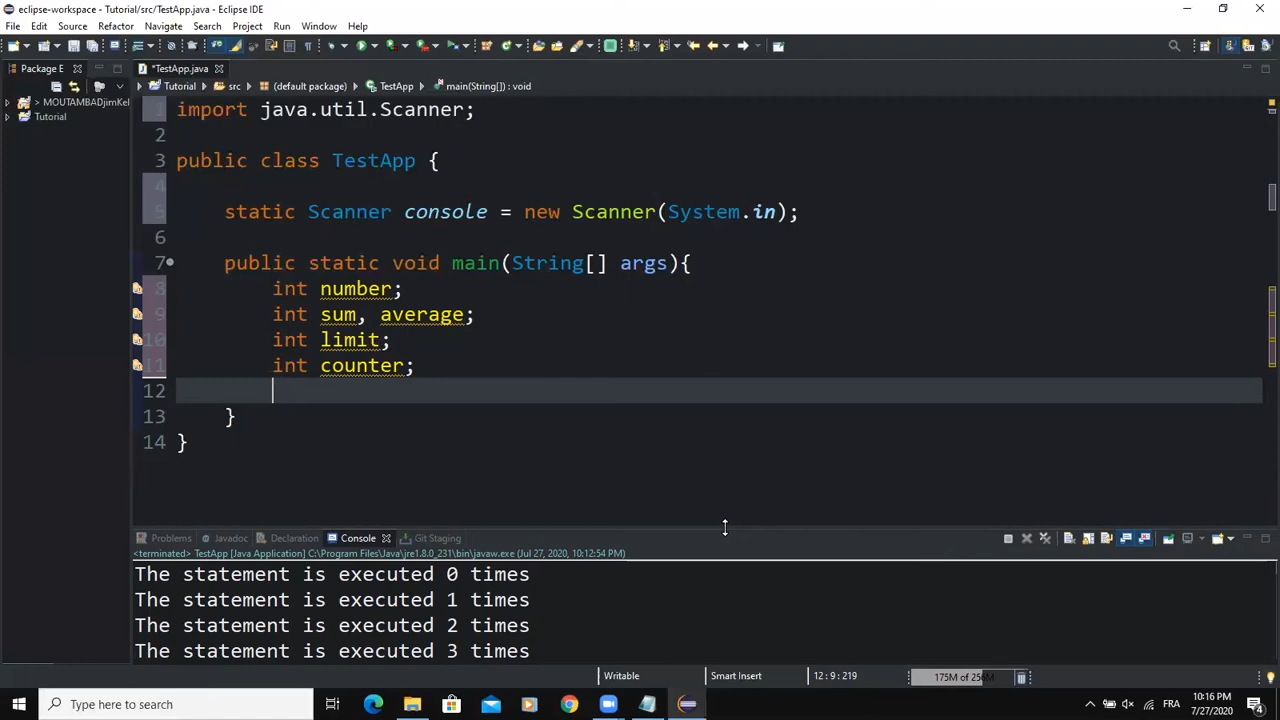 eclipse-workspace - Tutorial/src/TestApp.java - Eclipse IDE
File Edit Source Refactor Navigate Search Project Run Window Help
Package E *TestApp.java
Tutorial src (default package) TestApp main(String[]) : void
> MOUTAMBADjimKel
Tutorial
1 import java.util.Scanner;
2
3 public class TestApp {
4
5 static Scanner console = new Scanner(System.in);
6
7 public static void main(String[] args){
8 int number;
9 int sum, average;
10 int limit;
11 int counter;
12
13 }
14 }
Problems Javadoc Declaration Console Git Staging
<terminated> TestApp [Java Application] C:\Program Files\Java\jre1.8.0_231\bin\javaw.exe (Jul 27, 2020, 10:12:54 PM)
The statement is executed 0 times
The statement is executed 1 times
The statement is executed 2 times
The statement is executed 3 times
Writable Smart Insert 12 : 9 : 219 175M of 256M
Type here to search
FRA
10:16 PM
7/27/2020
4